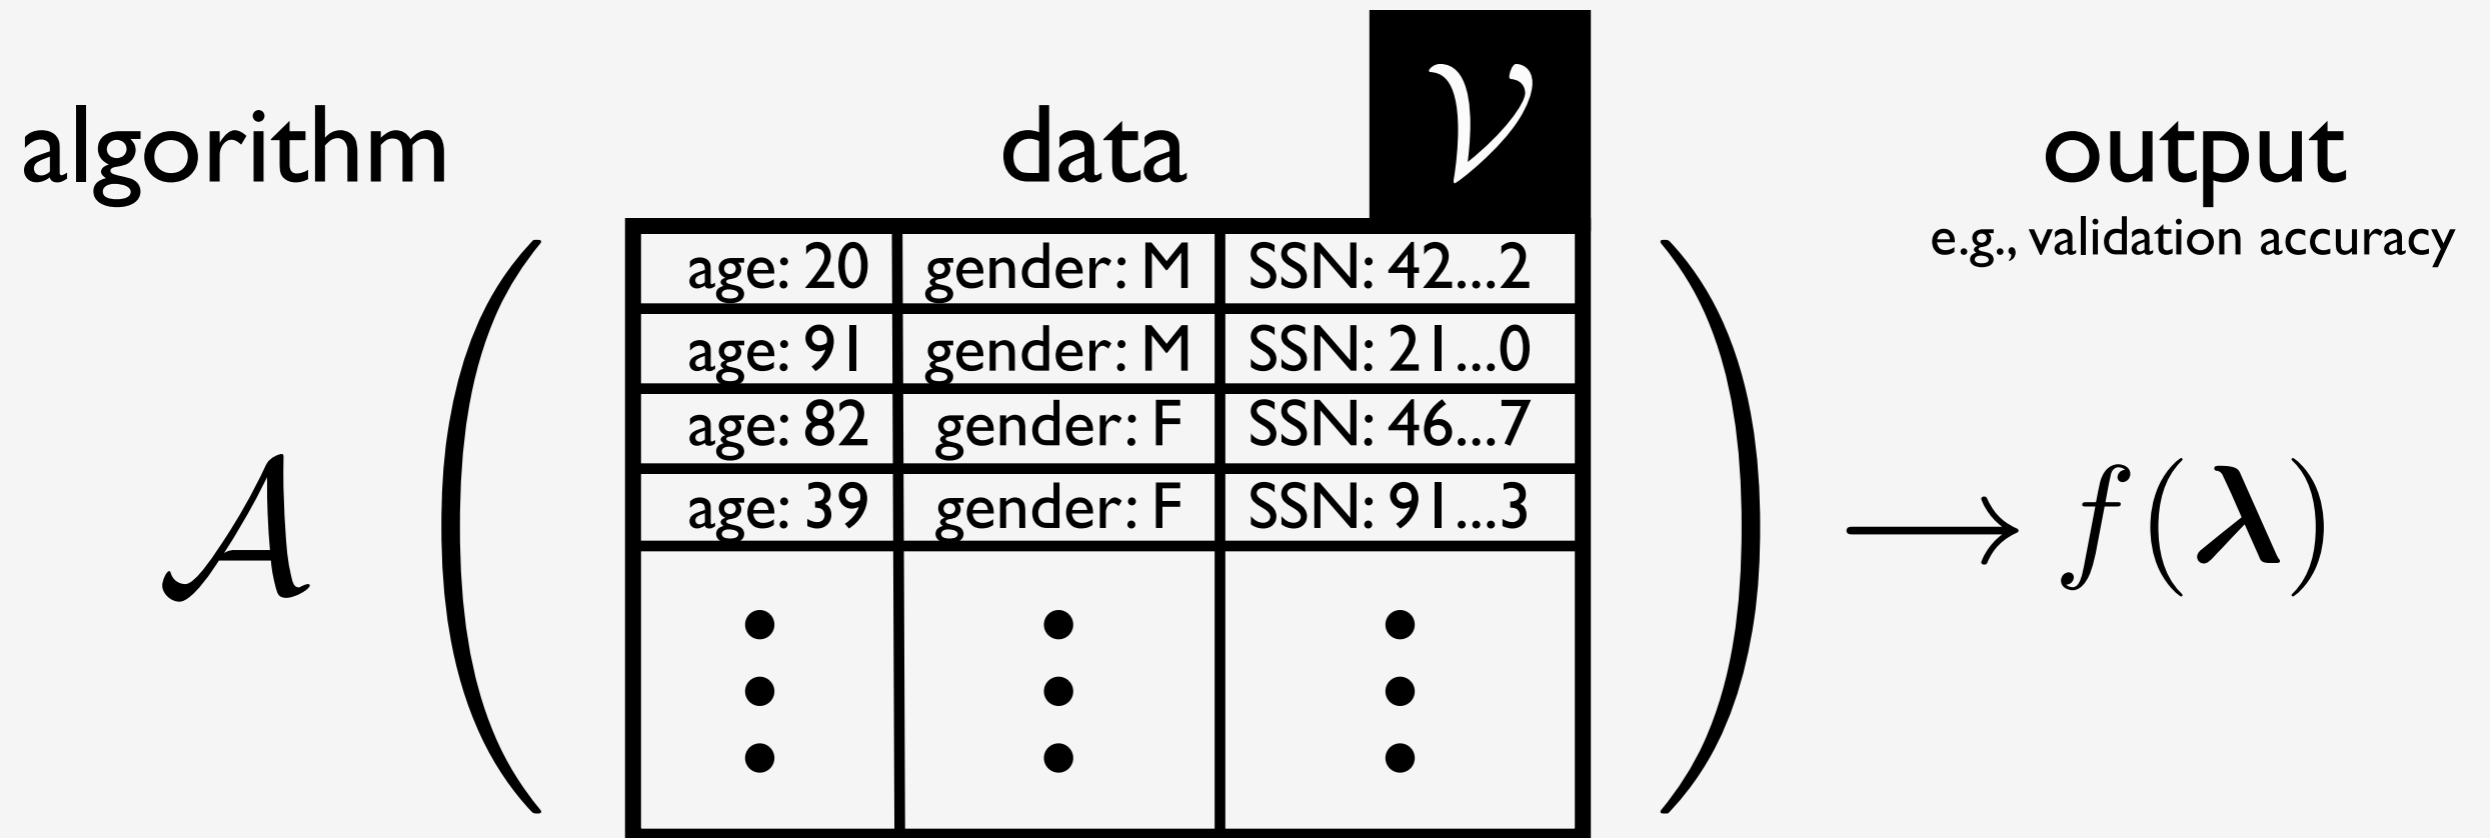 algorithm data 𝒱 output
e.g., validation accuracy
age: 20 gender: M SSN: 42...2
age: 91 gender: M SSN: 21...0
age: 82 gender: F SSN: 46...7
age: 39 gender: F SSN: 91...3
𝒜 ( ) ⟶ f(λ)